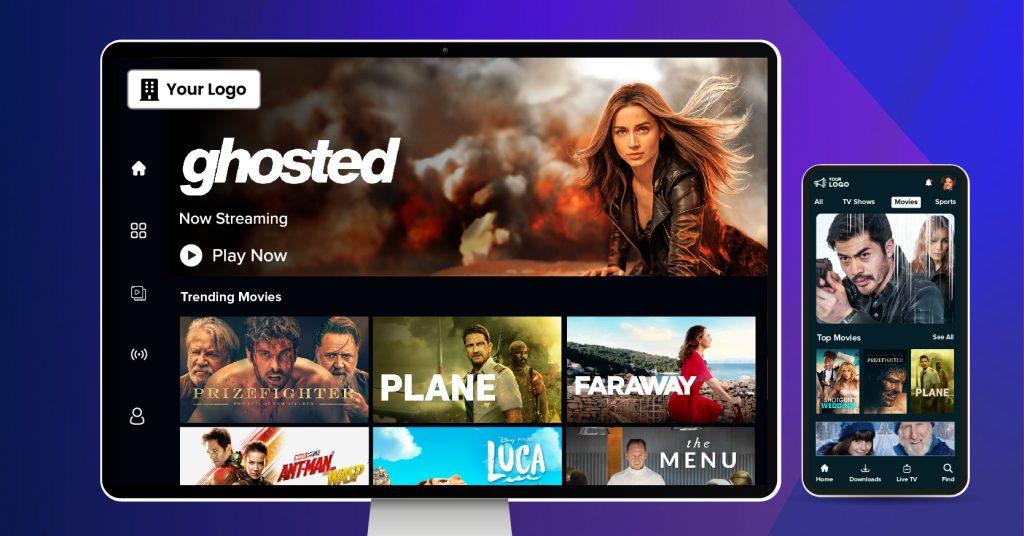 Your Logo
ghosted
Now Streaming
Play Now
Trending Movies
PRIZEFIGHTER
PLANE
FARAWAY
ANT-MAN
WASP
Disney PIXAR
LUCA
the
MENU
YOUR
LOGO
All TV Shows Movies Sports
Top Movies See All
SHOTGUN
WEDDING
PRIZEFIGHTER
PLANE
Home Downloads Live TV Find